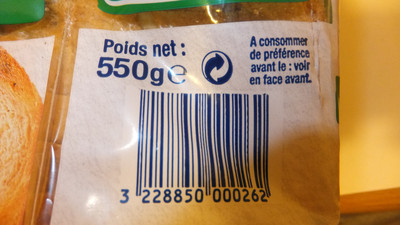 Poids net :
550g e
A consommer
de préférence
avant le : voir
en face avant.
3 228850 000262